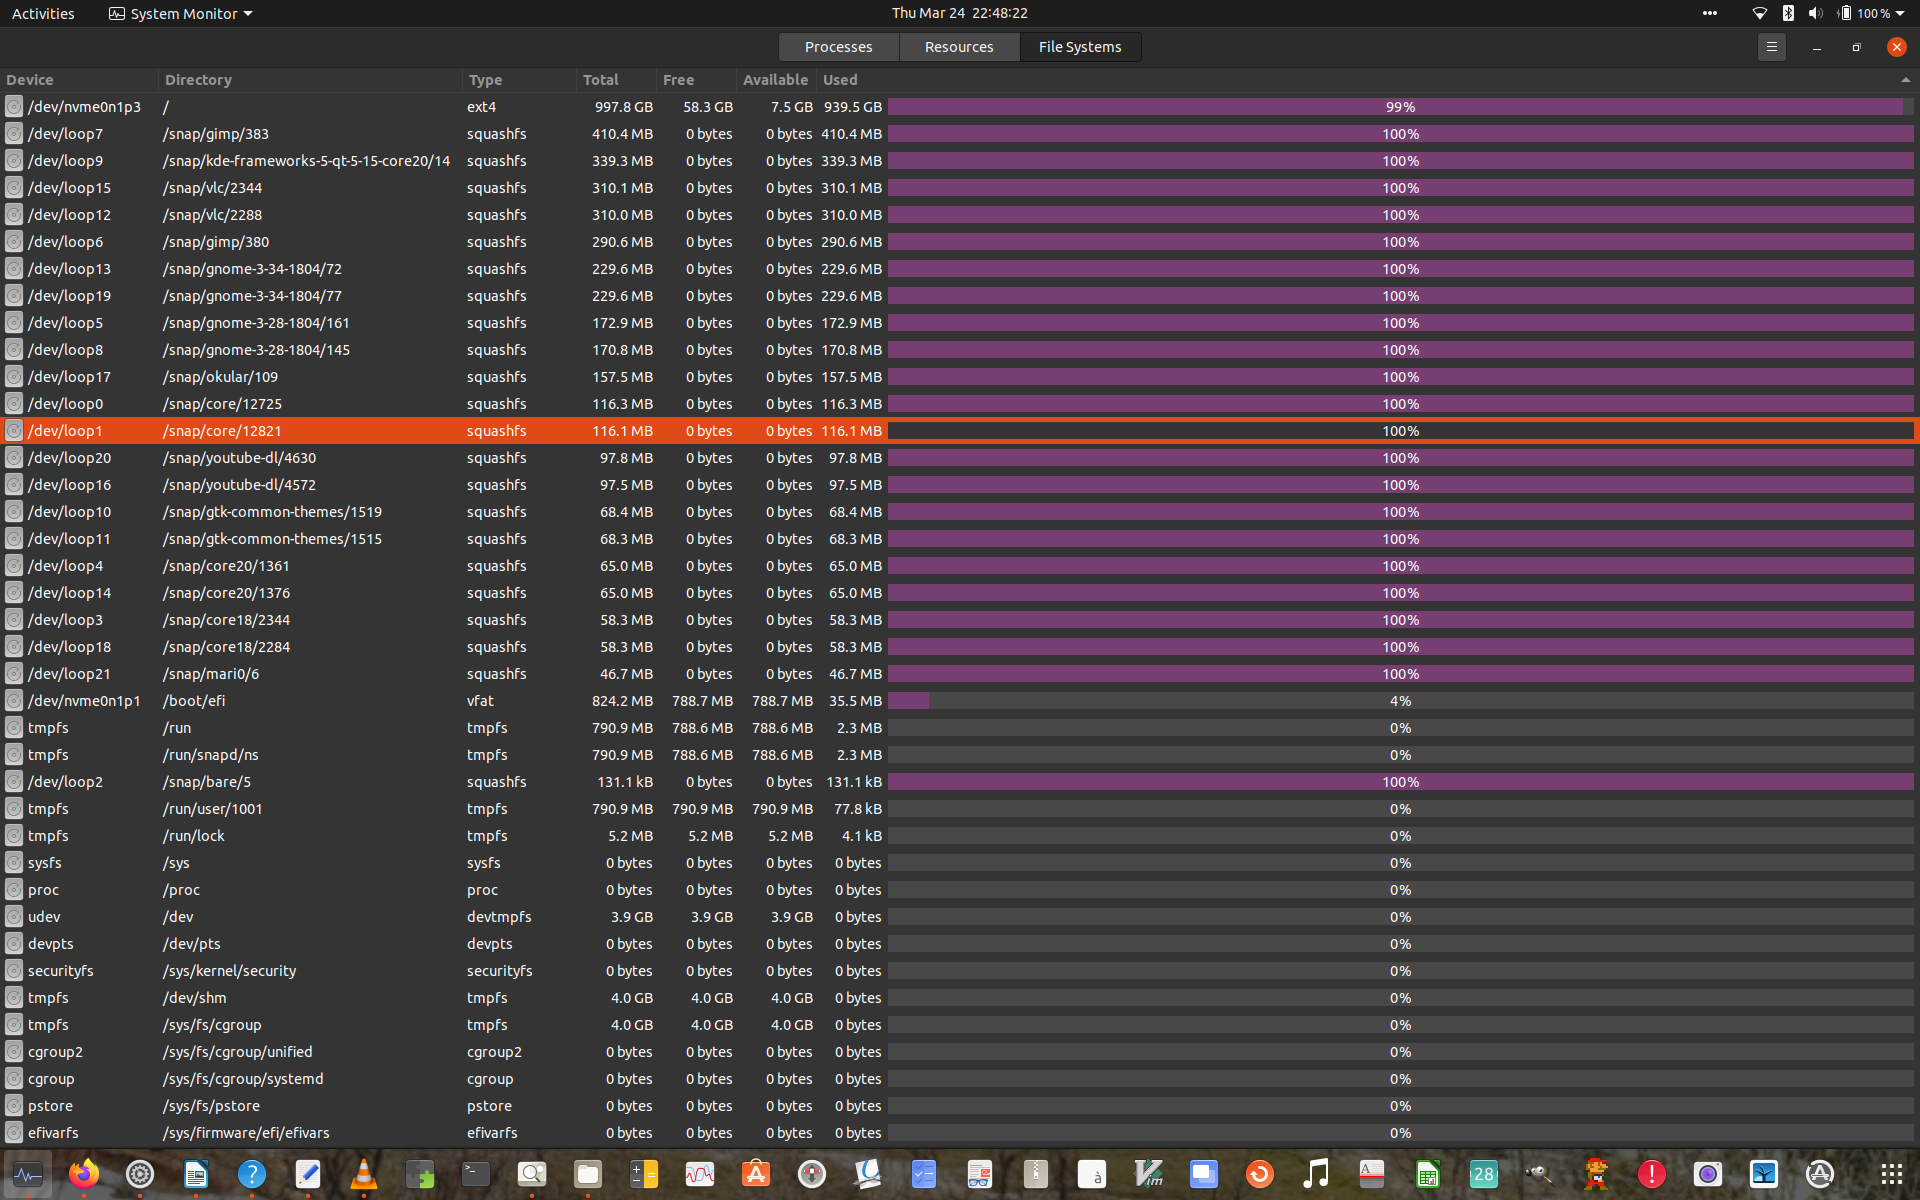 Activities System Monitor Thu Mar 24 22:48:22 100 %
Processes Resources File Systems
Device Directory Type Total Free Available Used
/dev/nvme0n1p3 / ext4 997.8 GB 58.3 GB 7.5 GB 939.5 GB 99%
/dev/loop7 /snap/gimp/383 squashfs 410.4 MB 0 bytes 0 bytes 410.4 MB 100%
/dev/loop9 /snap/kde-frameworks-5-qt-5-15-core20/14 squashfs 339.3 MB 0 bytes 0 bytes 339.3 MB 100%
/dev/loop15 /snap/vlc/2344 squashfs 310.1 MB 0 bytes 0 bytes 310.1 MB 100%
/dev/loop12 /snap/vlc/2288 squashfs 310.0 MB 0 bytes 0 bytes 310.0 MB 100%
/dev/loop6 /snap/gimp/380 squashfs 290.6 MB 0 bytes 0 bytes 290.6 MB 100%
/dev/loop13 /snap/gnome-3-34-1804/72 squashfs 229.6 MB 0 bytes 0 bytes 229.6 MB 100%
/dev/loop19 /snap/gnome-3-34-1804/77 squashfs 229.6 MB 0 bytes 0 bytes 229.6 MB 100%
/dev/loop5 /snap/gnome-3-28-1804/161 squashfs 172.9 MB 0 bytes 0 bytes 172.9 MB 100%
/dev/loop8 /snap/gnome-3-28-1804/145 squashfs 170.8 MB 0 bytes 0 bytes 170.8 MB 100%
/dev/loop17 /snap/okular/109 squashfs 157.5 MB 0 bytes 0 bytes 157.5 MB 100%
/dev/loop0 /snap/core/12725 squashfs 116.3 MB 0 bytes 0 bytes 116.3 MB 100%
/dev/loop1 /snap/core/12821 squashfs 116.1 MB 0 bytes 0 bytes 116.1 MB 100%
/dev/loop20 /snap/youtube-dl/4630 squashfs 97.8 MB 0 bytes 0 bytes 97.8 MB 100%
/dev/loop16 /snap/youtube-dl/4572 squashfs 97.5 MB 0 bytes 0 bytes 97.5 MB 100%
/dev/loop10 /snap/gtk-common-themes/1519 squashfs 68.4 MB 0 bytes 0 bytes 68.4 MB 100%
/dev/loop11 /snap/gtk-common-themes/1515 squashfs 68.3 MB 0 bytes 0 bytes 68.3 MB 100%
/dev/loop4 /snap/core20/1361 squashfs 65.0 MB 0 bytes 0 bytes 65.0 MB 100%
/dev/loop14 /snap/core20/1376 squashfs 65.0 MB 0 bytes 0 bytes 65.0 MB 100%
/dev/loop3 /snap/core18/2344 squashfs 58.3 MB 0 bytes 0 bytes 58.3 MB 100%
/dev/loop18 /snap/core18/2284 squashfs 58.3 MB 0 bytes 0 bytes 58.3 MB 100%
/dev/loop21 /snap/mari0/6 squashfs 46.7 MB 0 bytes 0 bytes 46.7 MB 100%
/dev/nvme0n1p1 /boot/efi vfat 824.2 MB 788.7 MB 788.7 MB 35.5 MB 4%
tmpfs /run tmpfs 790.9 MB 788.6 MB 788.6 MB 2.3 MB 0%
tmpfs /run/snapd/ns tmpfs 790.9 MB 788.6 MB 788.6 MB 2.3 MB 0%
/dev/loop2 /snap/bare/5 squashfs 131.1 kB 0 bytes 0 bytes 131.1 kB 100%
tmpfs /run/user/1001 tmpfs 790.9 MB 790.9 MB 790.9 MB 77.8 kB 0%
tmpfs /run/lock tmpfs 5.2 MB 5.2 MB 5.2 MB 4.1 kB 0%
sysfs /sys sysfs 0 bytes 0 bytes 0 bytes 0 bytes 0%
proc /proc proc 0 bytes 0 bytes 0 bytes 0 bytes 0%
udev /dev devtmpfs 3.9 GB 3.9 GB 3.9 GB 0 bytes 0%
devpts /dev/pts devpts 0 bytes 0 bytes 0 bytes 0 bytes 0%
securityfs /sys/kernel/security securityfs 0 bytes 0 bytes 0 bytes 0 bytes 0%
tmpfs /dev/shm tmpfs 4.0 GB 4.0 GB 4.0 GB 0 bytes 0%
tmpfs /sys/fs/cgroup tmpfs 4.0 GB 4.0 GB 4.0 GB 0 bytes 0%
cgroup2 /sys/fs/cgroup/unified cgroup2 0 bytes 0 bytes 0 bytes 0 bytes 0%
cgroup /sys/fs/cgroup/systemd cgroup 0 bytes 0 bytes 0 bytes 0 bytes 0%
pstore /sys/fs/pstore pstore 0 bytes 0 bytes 0 bytes 0 bytes 0%
efivarfs /sys/firmware/efi/efivars efivarfs 0 bytes 0 bytes 0 bytes 0 bytes 0%
? >_ à Vim A 28 !